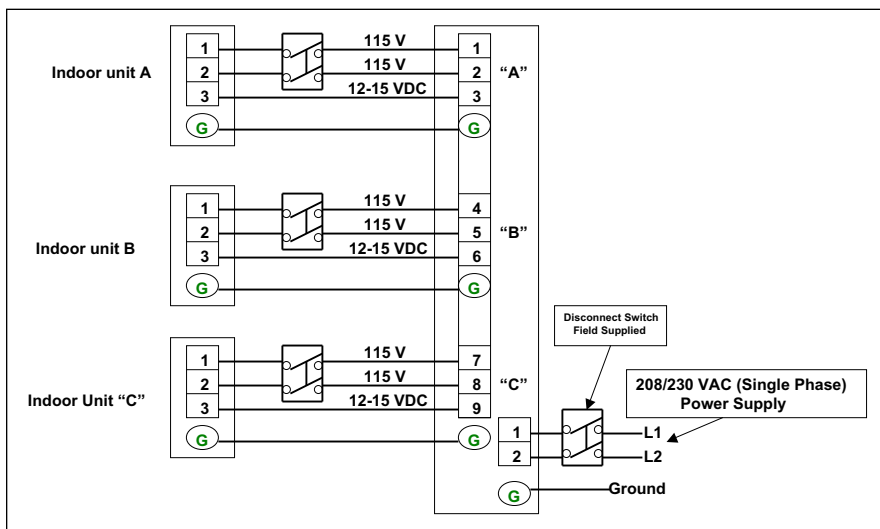 115 V
1
1
115 V
Indoor unit A
2
2
“A”
12-15 VDC
3
3
G
G
115 V
1
4
115 V
Indoor unit B
2
5
“B”
12-15 VDC
3
6
G
G
Disconnect Switch
Field Supplied
115 V
1
7
115 V
Indoor Unit “C”
2
8
“C”
12-15 VDC
3
9
208/230 VAC (Single Phase)
Power Supply
G
G
1
L1
2
L2
G
Ground